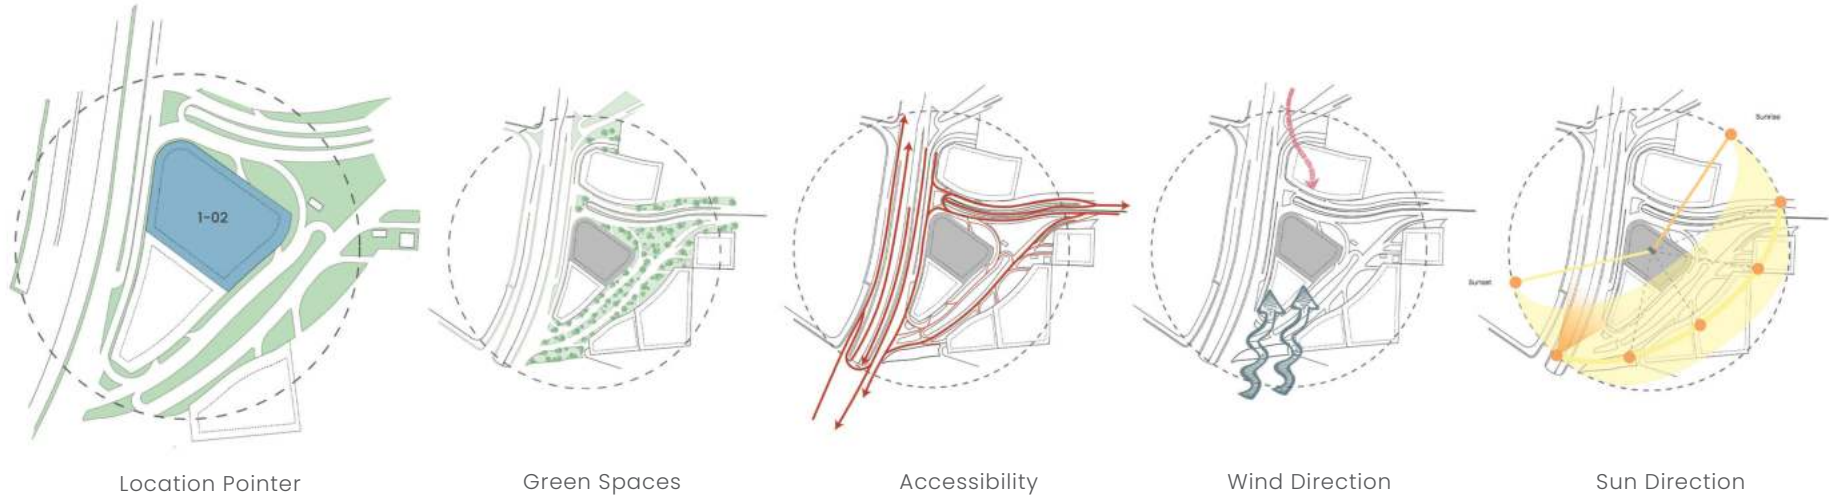 1-02
Sunrise
Sunset
Location Pointer
Green Spaces
Accessibility
Wind Direction
Sun Direction